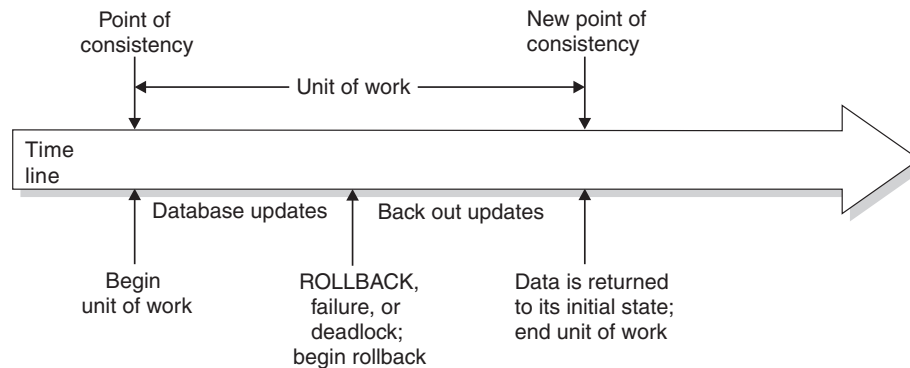 Point of
consistency
New point of
consistency
Unit of work
Time
line
Database updates
Back out updates
Begin
unit of work
ROLLBACK,
failure, or
deadlock;
begin rollback
Data is returned
to its initial state;
end unit of work